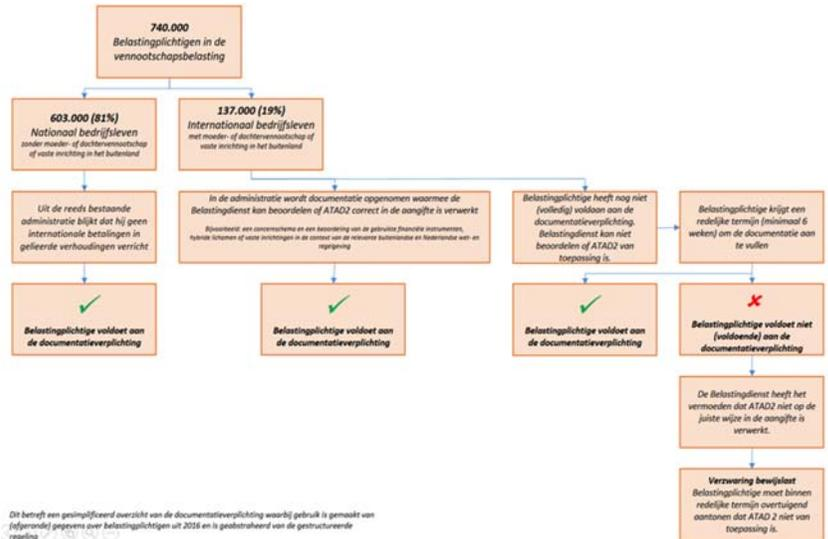 740.000
Belastingplichtigen in de
vennootschapsbelasting
603.000 (81%)
Nationaal bedrijfsleven
zonder moeder- of dochtervennootschap
of vaste inrichting in het buitenland
137.000 (19%)
Internationaal bedrijfsleven
met moeder- of dochtervennootschap of
vaste inrichting in het buitenland
Uit de reeds bestaande
administratie blijkt dat hij geen
internationale betalingen in
gelieerde verhoudingen verricht
In de administratie wordt documentatie opgenomen waarmee de
Belastingdienst kan beoordelen of ATAD2 correct in de aangifte is verwerkt
Bijvoorbeeld: een concernschema en een beoordeling van de gebruikte financiële instrumenten,
hybride lichamen of vaste inrichtingen in de context van de relevante buitenlandse en Nederlandse wet- en
regelgeving
Belastingplichtige heeft nog niet
(volledig) voldaan aan de
documentatieverplichting.
Belastingdienst kan niet
beoordelen of ATAD2 van
toepassing is.
Belastingplichtige krijgt een
redelijke termijn (minimaal 6
weken) om de documentatie aan
te vullen
Belastingplichtige voldoet aan
de documentatieverplichting
Belastingplichtige voldoet aan
de documentatieverplichting
Belastingplichtige voldoet aan
de documentatieverplichting
Belastingplichtige voldoet niet
(voldoende) aan de
documentatieverplichting
De Belastingdienst heeft het
vermoeden dat ATAD2 niet op de
juiste wijze in de aangifte is
verwerkt.
Verzwaring bewijslast
Belastingplichtige moet binnen
redelijke termijn overtuigend
aantonen dat ATAD 2 niet van
toepassing is.
Dit betreft een gesimplificeerd overzicht van de documentatieverplichting waarbij gebruik is gemaakt van
(afgeronde) gegevens over belastingplichtigen uit 2016 en is geabstraheerd van de gestructureerde
regeling